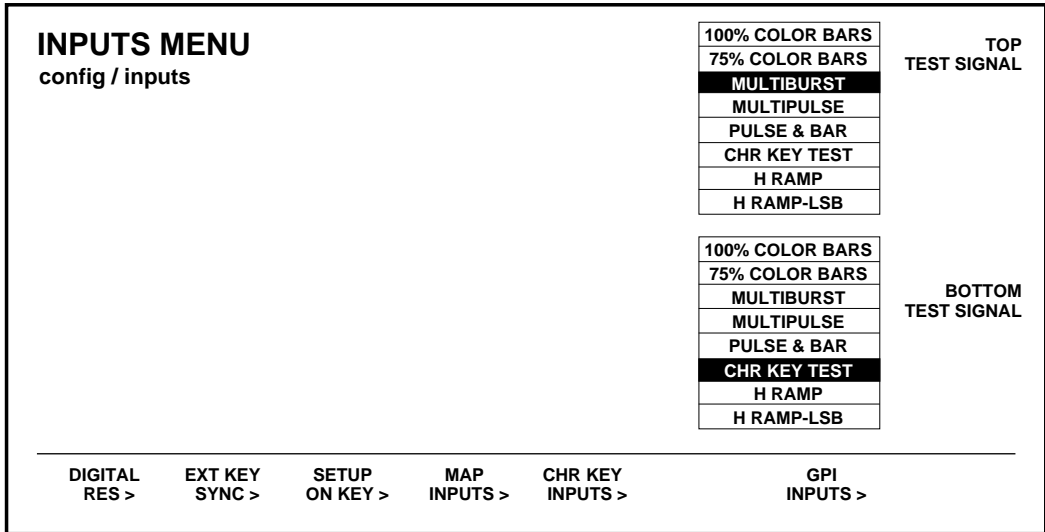 INPUTS MENU
config / inputs
100% COLOR BARS
75% COLOR BARS
MULTIBURST
MULTIPULSE
PULSE & BAR
CHR KEY TEST
H RAMP
H RAMP-LSB
TOP
TEST SIGNAL
100% COLOR BARS
75% COLOR BARS
MULTIBURST
MULTIPULSE
PULSE & BAR
CHR KEY TEST
H RAMP
H RAMP-LSB
BOTTOM
TEST SIGNAL
DIGITAL
RES >
EXT KEY
SYNC >
SETUP
ON KEY >
MAP
INPUTS >
CHR KEY
INPUTS >
GPI
INPUTS >